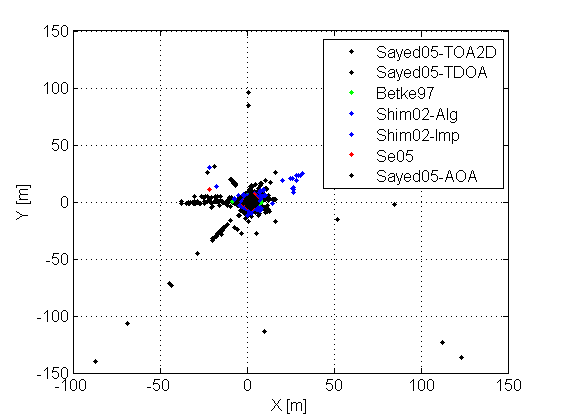 150
100
50
0
-50
-100
-150
Y [m]
Sayed05-TOA2D
Sayed05-TDOA
Betke97
Shim02-Alg
Shim02-Imp
Se05
Sayed05-AOA
-100 -50 0 50 100 150
X [m]